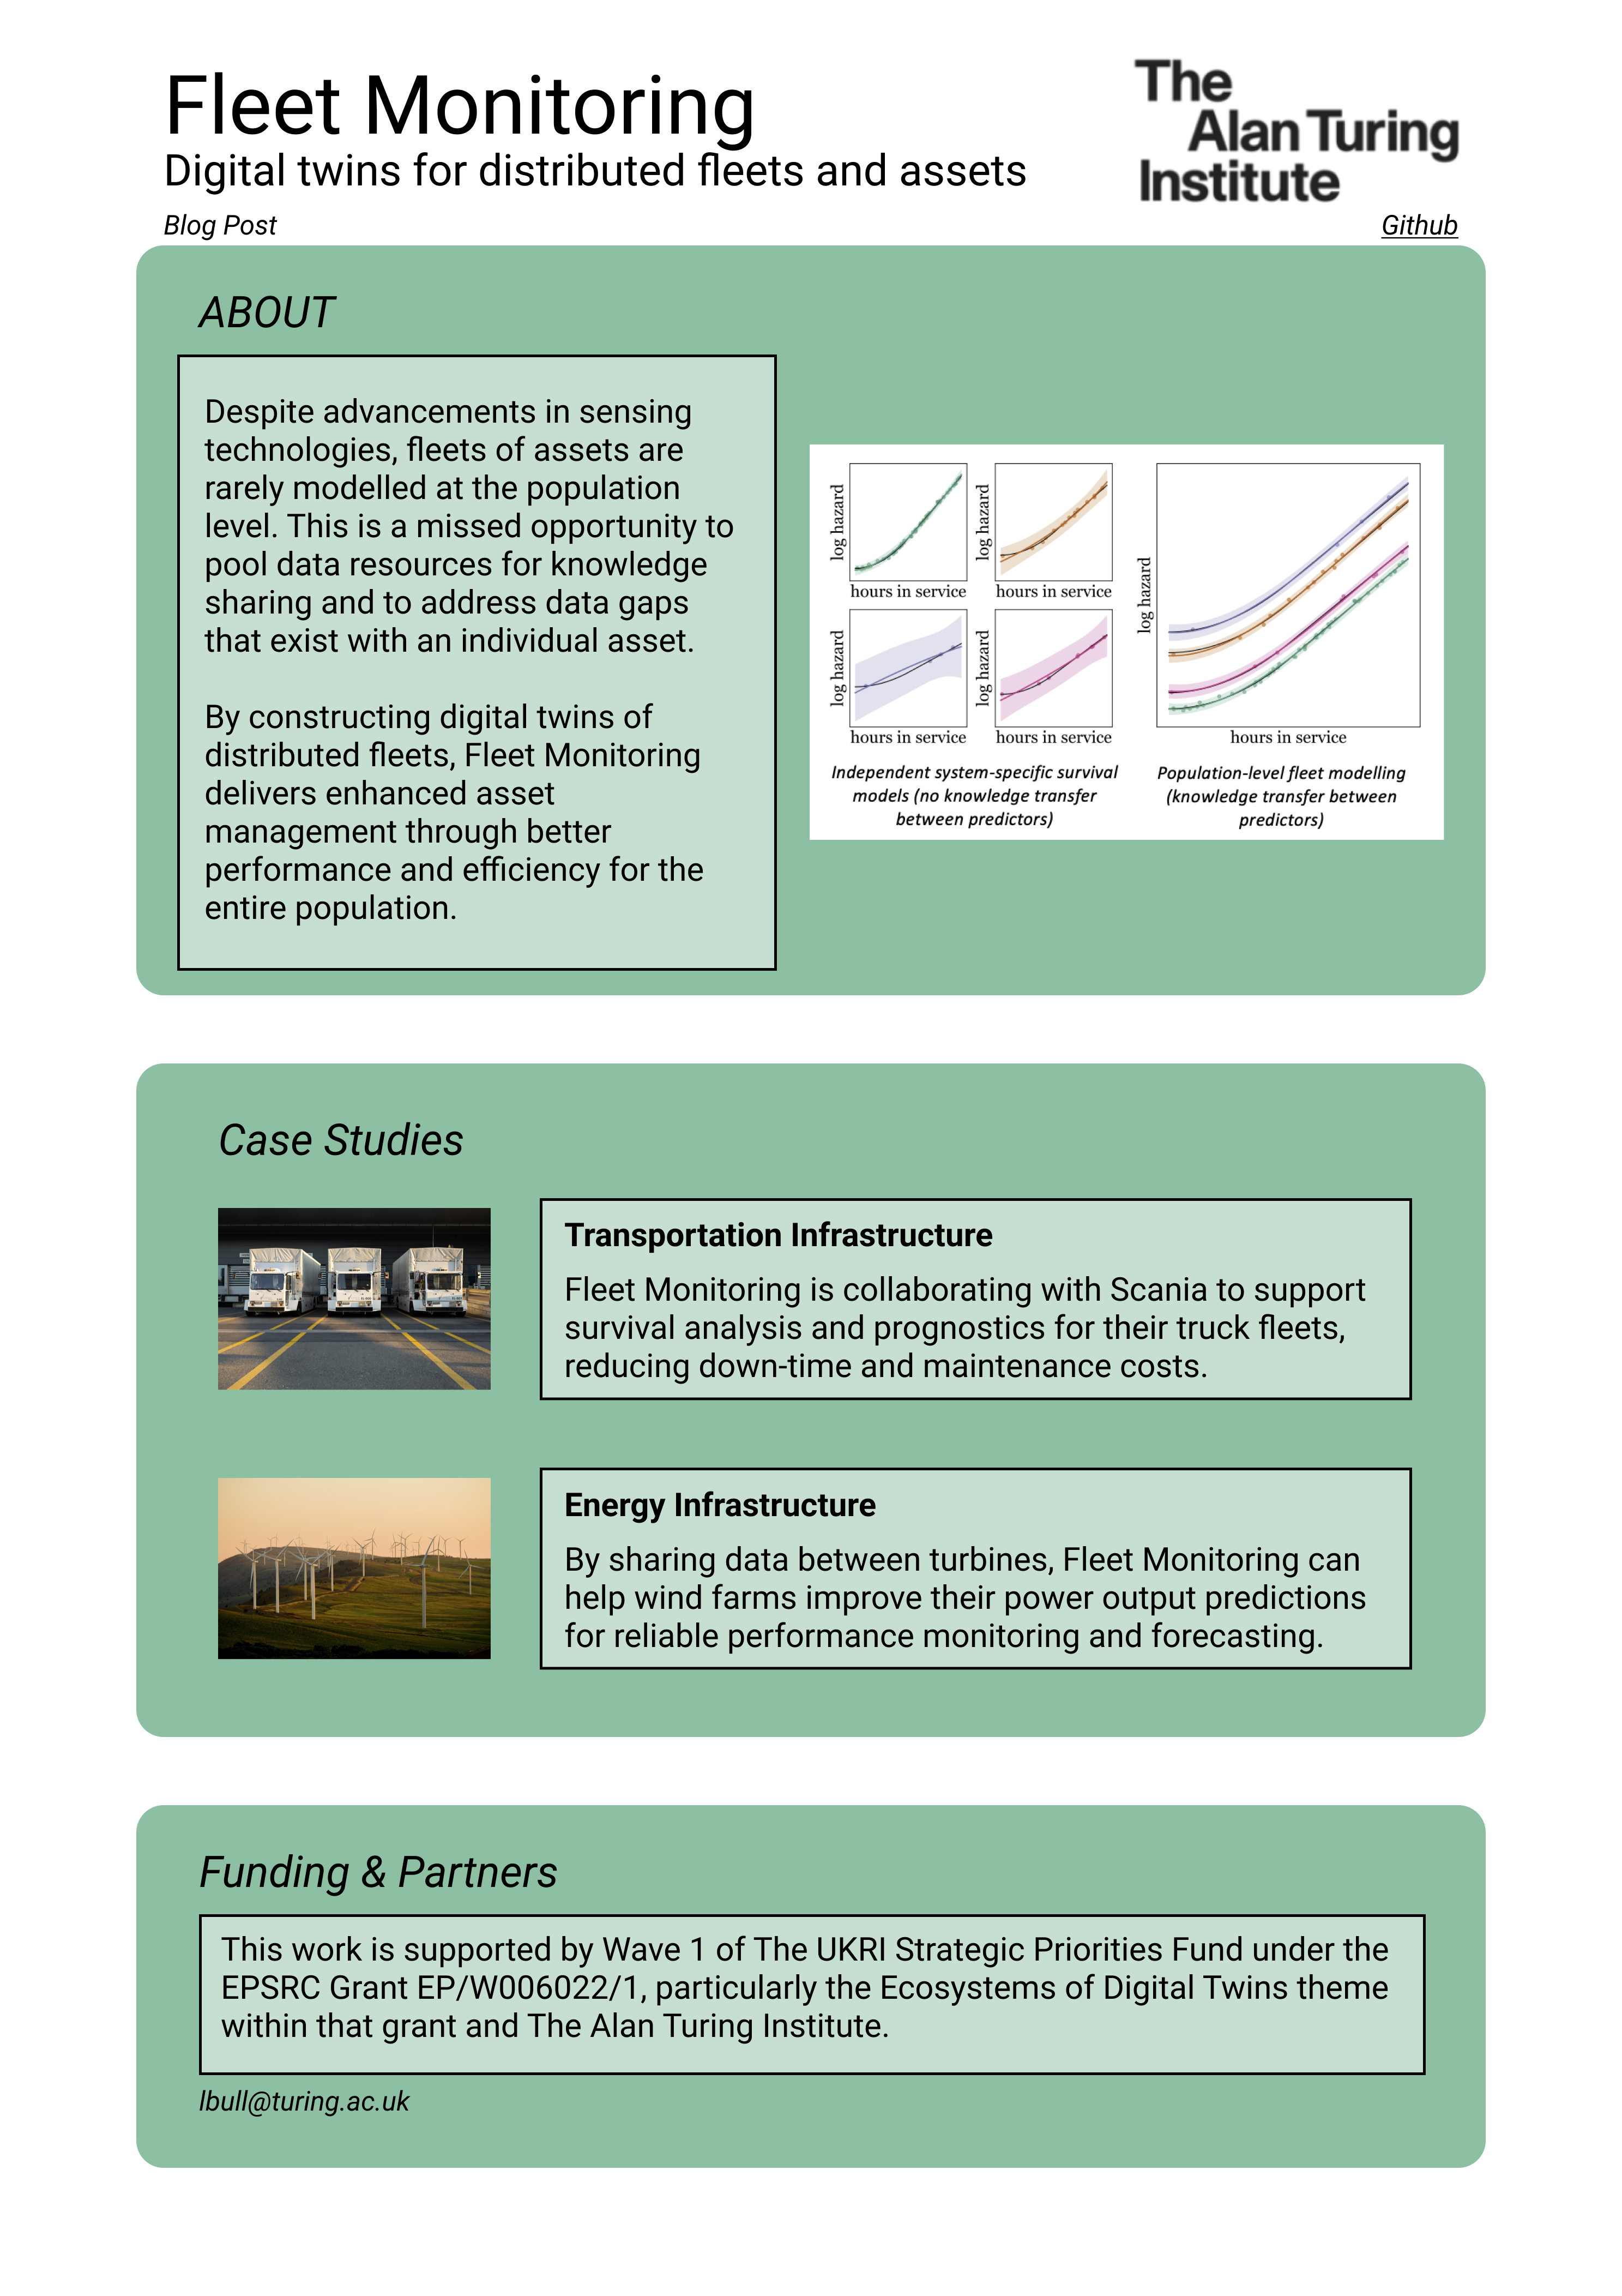 Fleet Monitoring
Digital twins for distributed fleets and assets
The
Alan Turing
Institute
Blog Post
Github
ABOUT
Despite advancements in sensing
technologies, fleets of assets are
rarely modelled at the population
level. This is a missed opportunity to
pool data resources for knowledge
sharing and to address data gaps
that exist with an individual asset.
By constructing digital twins of
distributed fleets, Fleet Monitoring
delivers enhanced asset
management through better
performance and efficiency for the
entire population.
log hazard
hours in service
log hazard
hours in service
log hazard
hours in service
log hazard
hours in service
Independent system-specific survival
models (no knowledge transfer
between predictors)
log hazard
hours in service
Population-level fleet modelling
(knowledge transfer between
predictors)
Case Studies
Transportation Infrastructure
Fleet Monitoring is collaborating with Scania to support
survival analysis and prognostics for their truck fleets,
reducing down-time and maintenance costs.
Energy Infrastructure
By sharing data between turbines, Fleet Monitoring can
help wind farms improve their power output predictions
for reliable performance monitoring and forecasting.
Funding & Partners
This work is supported by Wave 1 of The UKRI Strategic Priorities Fund under the
EPSRC Grant EP/W006022/1, particularly the Ecosystems of Digital Twins theme
within that grant and The Alan Turing Institute.
lbull@turing.ac.uk